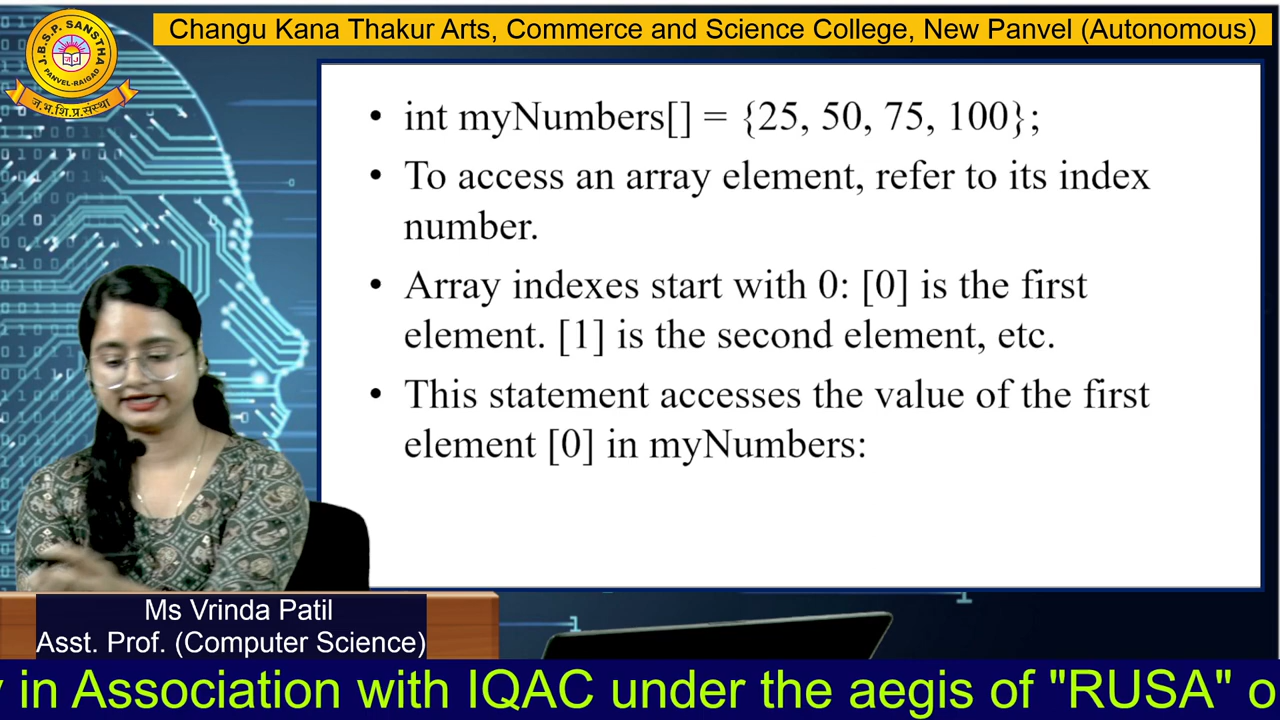 Changu Kana Thakur Arts, Commerce and Science College, New Panvel (Autonomous)
J.B.S.P. SANSTHA
PANVEL-RAIGAD
ज.भ.शि.प्र.संस्था
• int myNumbers[] = {25, 50, 75, 100};
• To access an array element, refer to its index
number.
• Array indexes start with 0: [0] is the first
element. [1] is the second element, etc.
• This statement accesses the value of the first
element [0] in myNumbers:
Ms Vrinda Patil
Asst. Prof. (Computer Science)
in Association with IQAC under the aegis of "RUSA" o